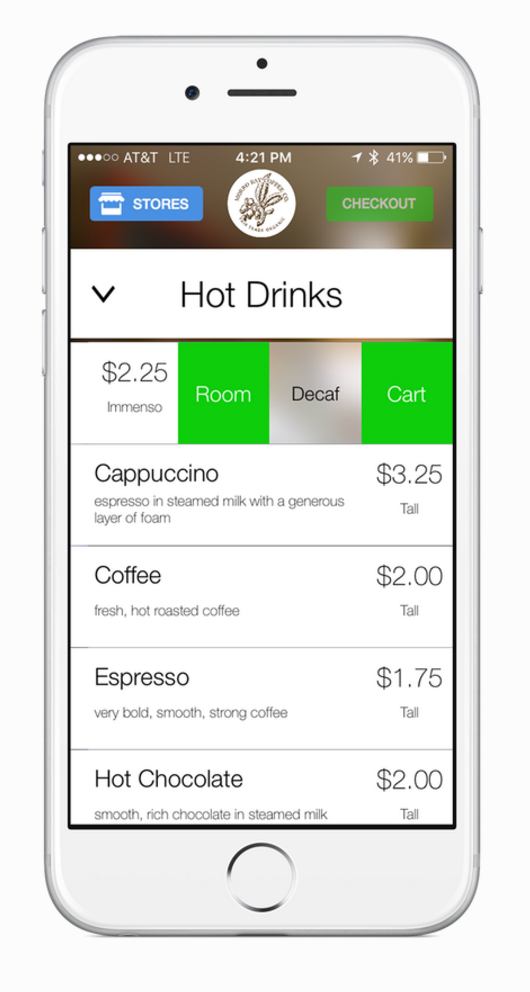 AT&T LTE 4:21 PM 41%
STORES
MORRO BAY COFFEE CO.
FAIR TRADE ORGANIC
CHECKOUT
Hot Drinks
$2.25
Immenso
Room
Decaf
Cart
Cappuccino
$3.25
espresso in steamed milk with a generous
layer of foam
Tall
Coffee
$2.00
fresh, hot roasted coffee
Tall
Espresso
$1.75
very bold, smooth, strong coffee
Tall
Hot Chocolate
$2.00
smooth, rich chocolate in steamed milk
Tall